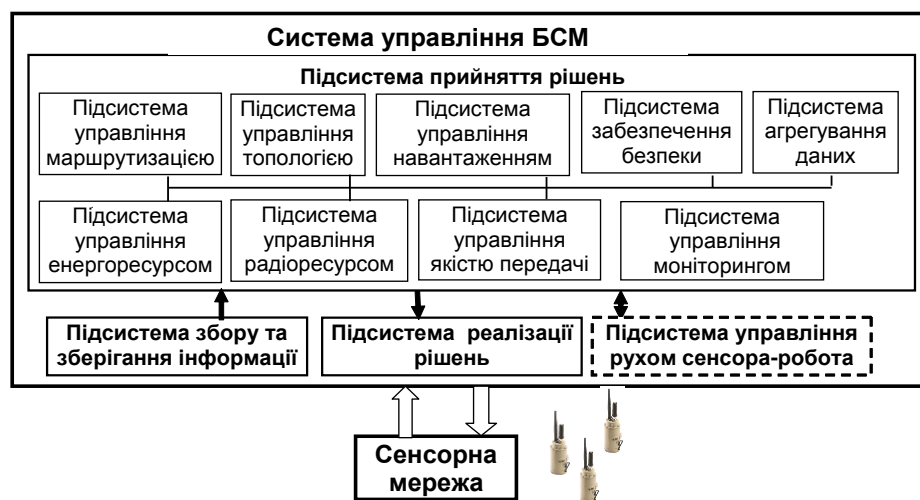 Система управління БСМ
Підсистема прийняття рішень
Підсистема
управління
маршрутизацією
Підсистема
управління
топологією
Підсистема
управління
навантаженням
Підсистема
забезпечення
безпеки
Підсистема
агрегування
даних
Підсистема
управління
енергоресурсом
Підсистема
управління
радіоресурсом
Підсистема
управління
якістю передачі
Підсистема
управління
моніторингом
Підсистема збору та
зберігання інформації
Підсистема реалізації
рішень
Підсистема управління
рухом сенсора-робота
Сенсорна
мережа